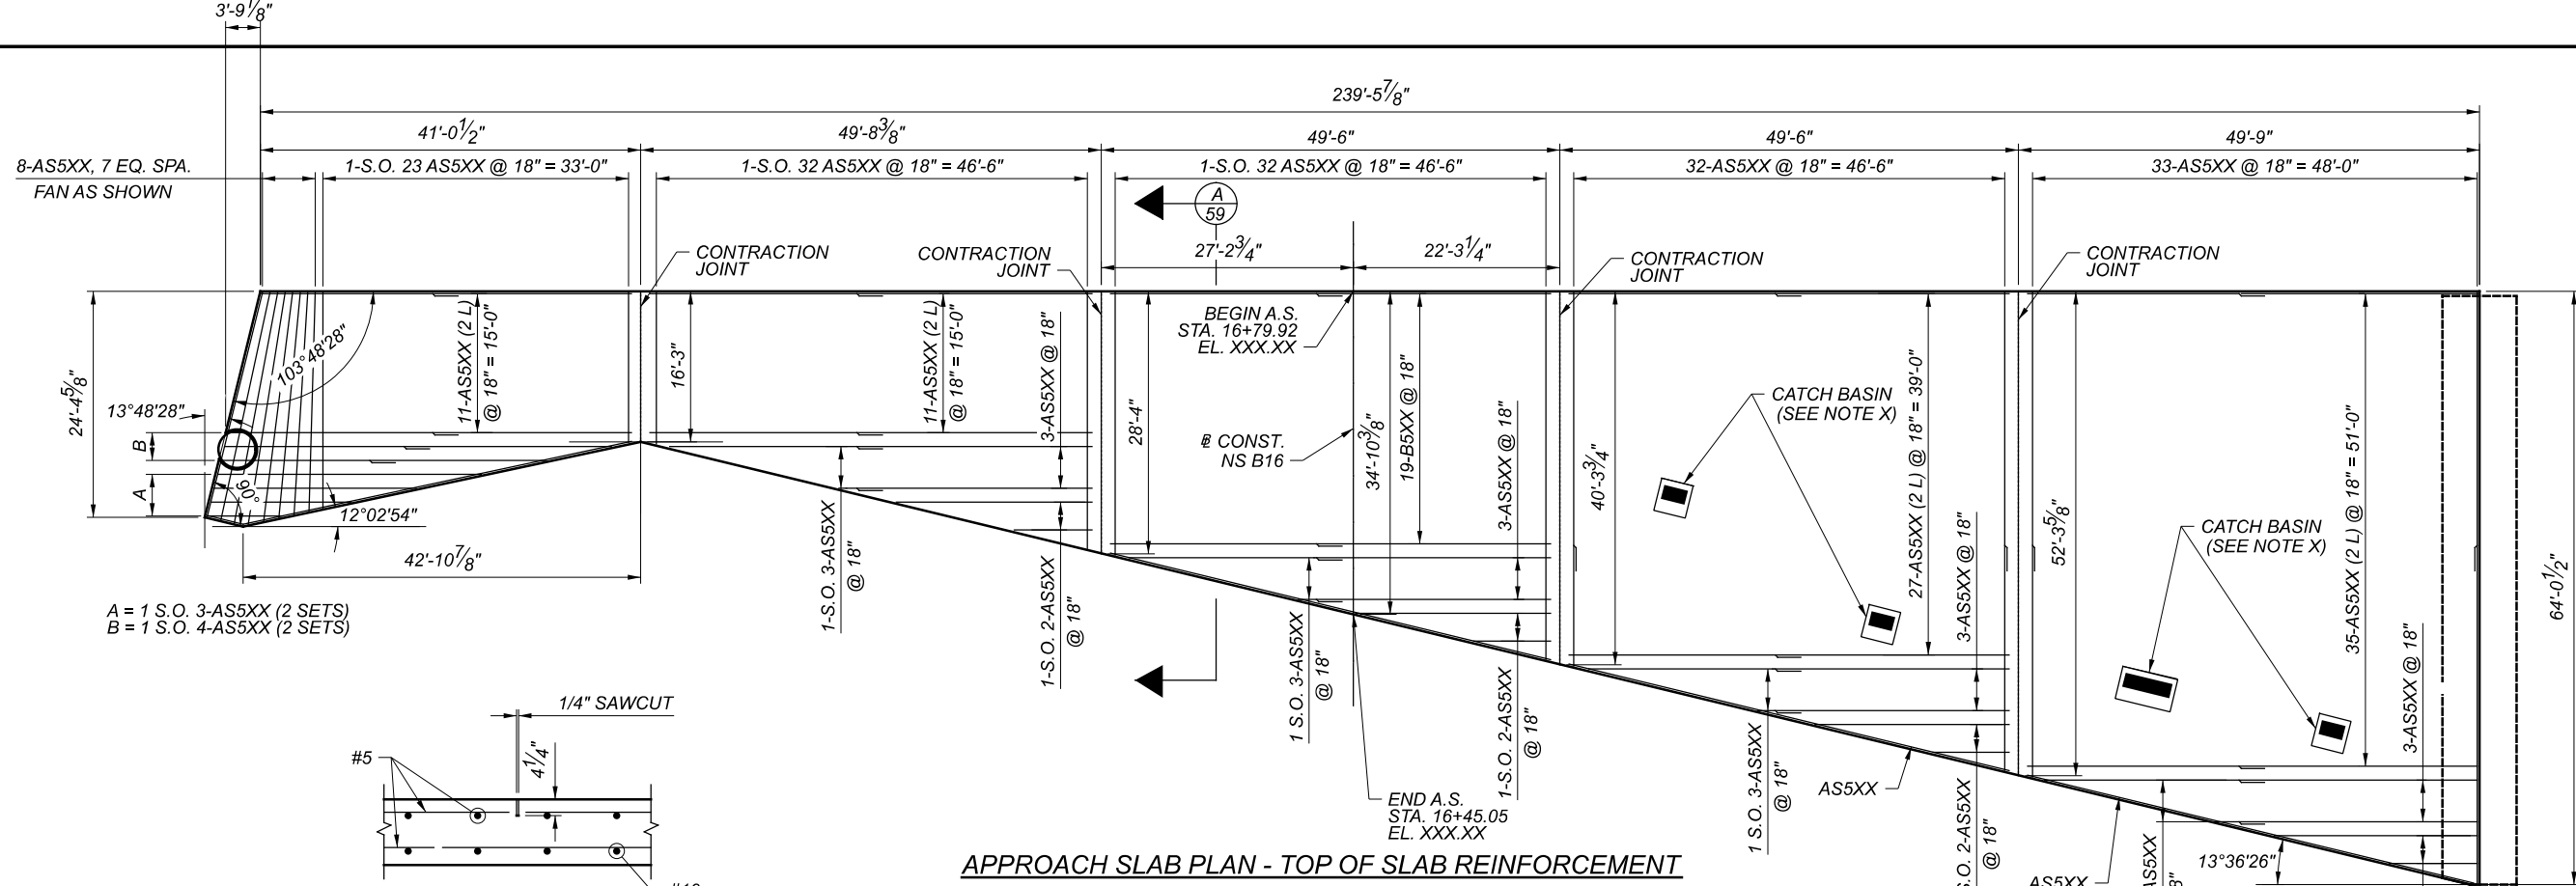 3'-9 1/8"
239'-5 7/8"
41'-0 1/2"
49'-8 3/8"
49'-6"
49'-6"
49'-9"
8-AS5XX, 7 EQ. SPA.
FAN AS SHOWN
1-S.O. 23 AS5XX @ 18" = 33'-0"
1-S.O. 32 AS5XX @ 18" = 46'-6"
1-S.O. 32 AS5XX @ 18" = 46'-6"
32-AS5XX @ 18" = 46'-6"
33-AS5XX @ 18" = 48'-0"
A
59
27'-2 3/4"
22'-3 1/4"
CONTRACTION
JOINT
CONTRACTION
JOINT
CONTRACTION
JOINT
CONTRACTION
JOINT
24'-4 5/8"
13°48'28"
B
A
103°48'28"
90°
12°02'54"
42'-10 7/8"
11-AS5XX (2 L)
@ 18" = 15'-0"
16'-3"
11-AS5XX (2 L)
@ 18" = 15'-0"
3-AS5XX @ 18"
28'-4"
BEGIN A.S.
STA. 16+79.92
EL. XXX.XX
CONST.
NS B16
34'-10 3/8"
19-B5XX @ 18"
3-AS5XX @ 18"
40'-3 3/4"
CATCH BASIN
(SEE NOTE X)
27-AS5XX (2 L) @ 18" = 39'-0"
3-AS5XX @ 18"
52'-3 5/8"
CATCH BASIN
(SEE NOTE X)
35-AS5XX (2 L) @ 18" = 51'-0"
3-AS5XX @ 18"
64'-0 1/2"
A = 1 S.O. 3-AS5XX (2 SETS)
B = 1 S.O. 4-AS5XX (2 SETS)
1-S.O. 3-AS5XX
@ 18"
1-S.O. 2-AS5XX
@ 18"
1 S.O. 3-AS5XX
@ 18"
1-S.O. 2-AS5XX
@ 18"
1 S.O. 3-AS5XX
@ 18"
S.O. 2-AS5XX
@ 18"
AS5XX
AS5XX
13°36'26"
AS5XX
END A.S.
STA. 16+45.05
EL. XXX.XX
1/4" SAWCUT
4 1/4"
#5
APPROACH SLAB PLAN - TOP OF SLAB REINFORCEMENT